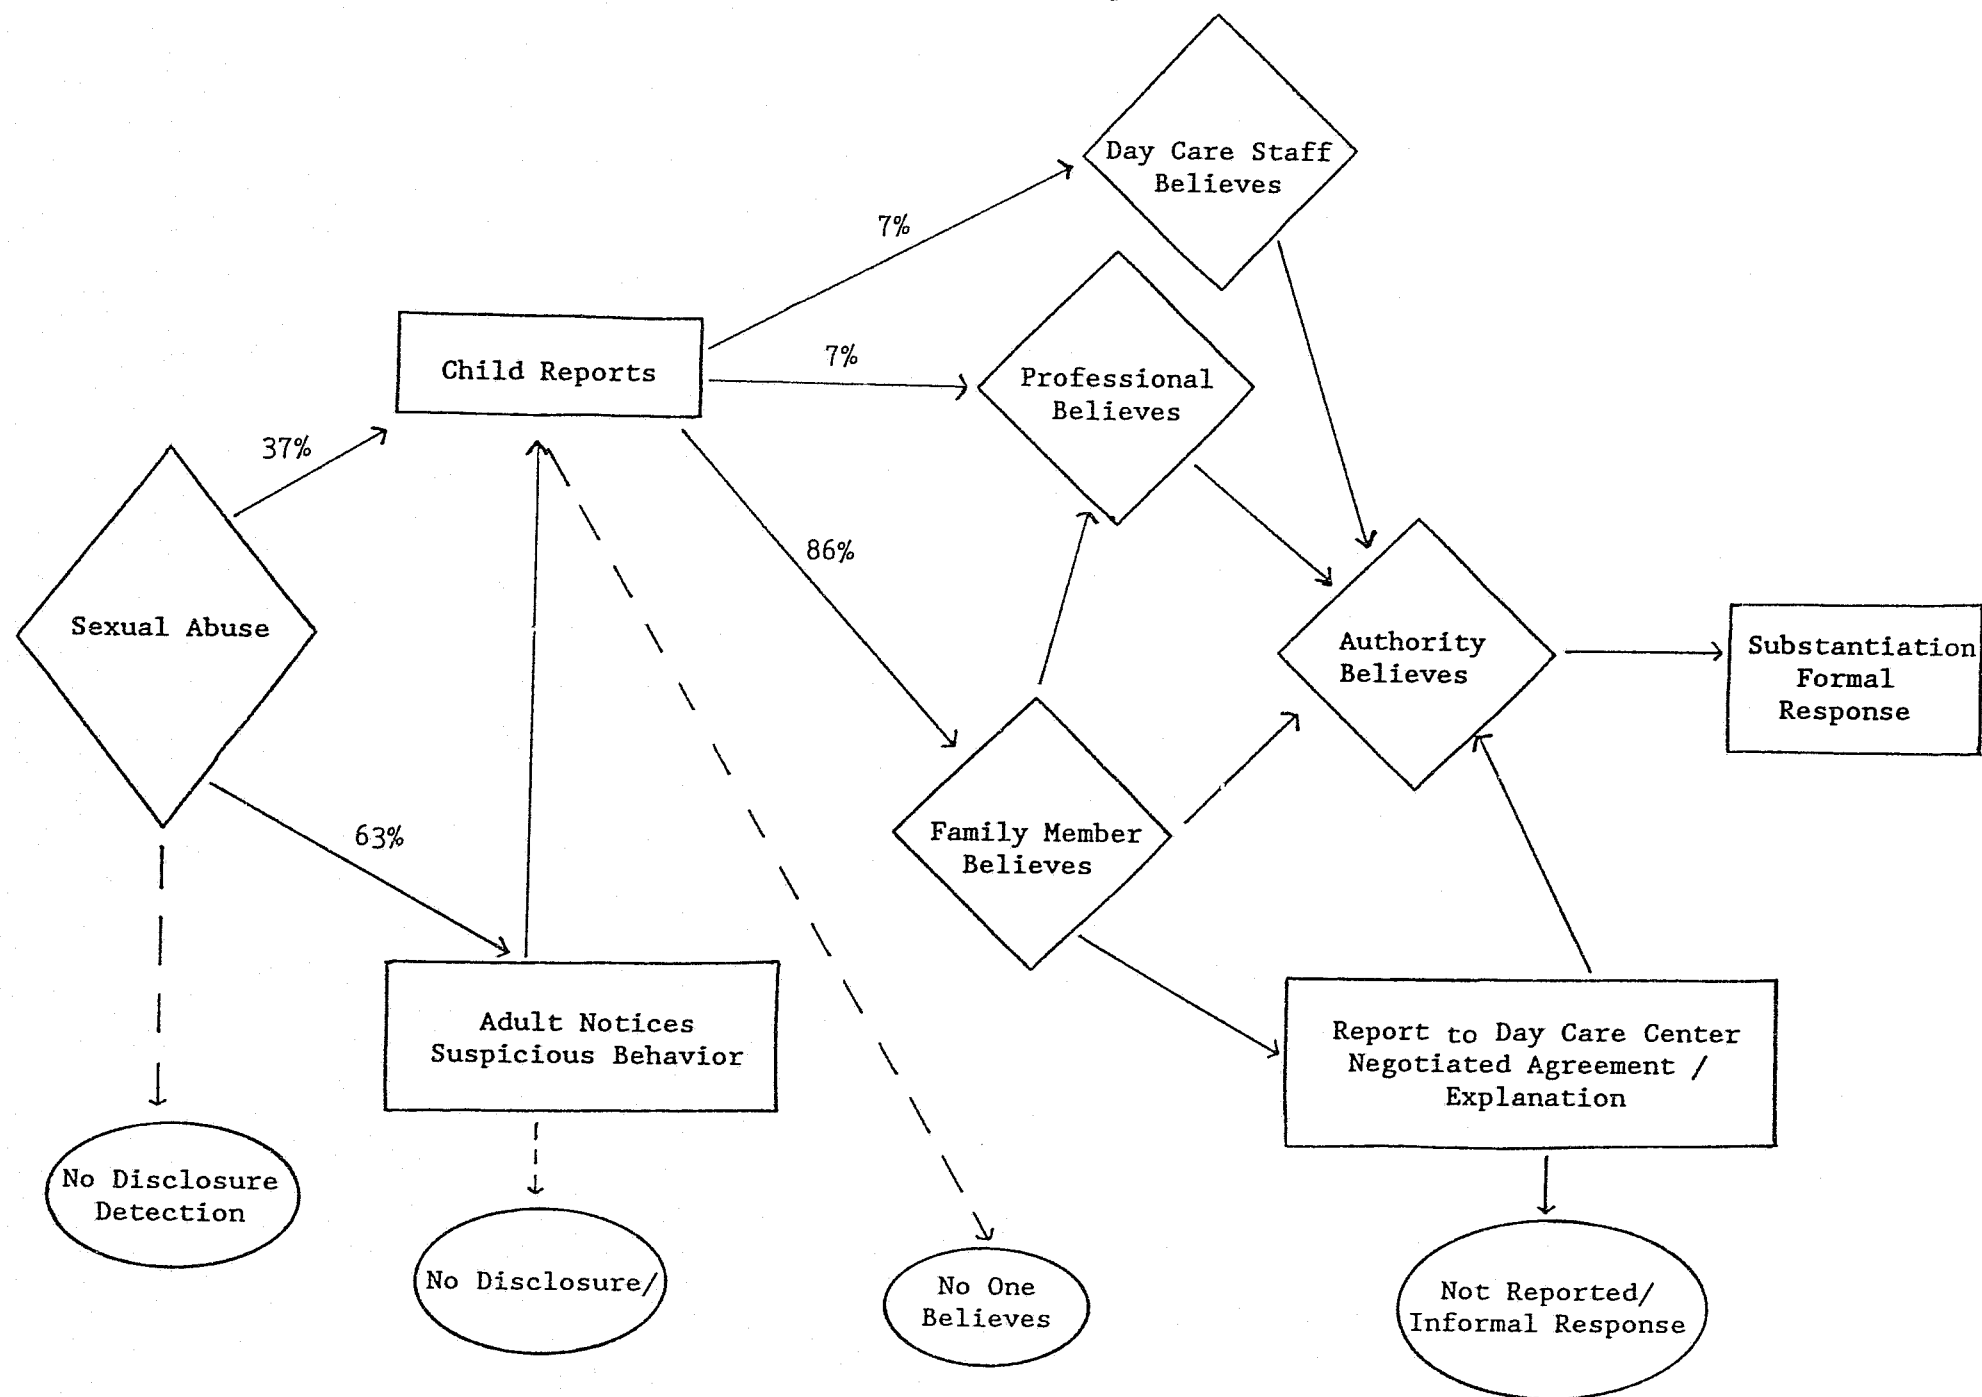 Day Care Staff
Believes
7%
Child Reports
7%
Professional
Believes
37%
86%
Sexual Abuse
Authority
Believes
Substantiation
Formal
Response
63%
Family Member
Believes
Adult Notices
Suspicious Behavior
Report to Day Care Center
Negotiated Agreement /
Explanation
No Disclosure
Detection
No Disclosure/
No One
Believes
Not Reported/
Informal Response